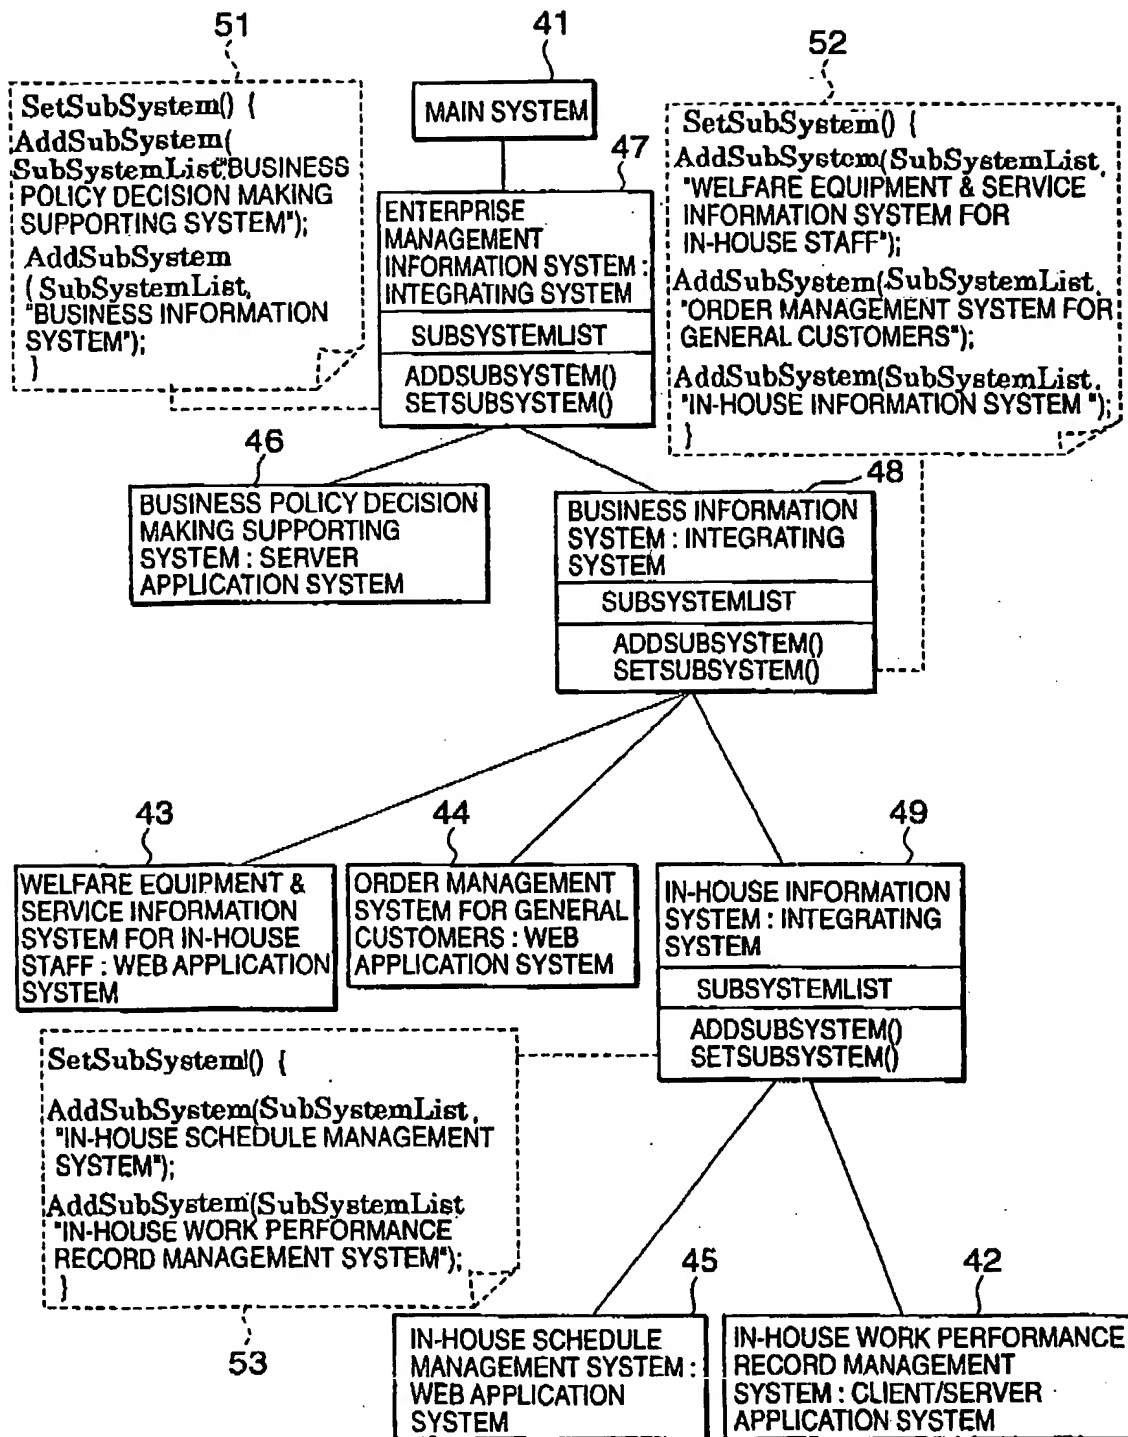 51
41
52
SetSubSystem() {
AddSubSystem(
SubSystemList,"BUSINESS
POLICY DECISION MAKING
SUPPORTING SYSTEM");
AddSubSystem
(SubSystemList,
"BUSINESS INFORMATION
SYSTEM");
}
MAIN SYSTEM
47
ENTERPRISE
MANAGEMENT
INFORMATION SYSTEM :
INTEGRATING SYSTEM
SUBSYSTEMLIST
ADDSUBSYSTEM()
SETSUBSYSTEM()
SetSubSystem() {
AddSubSystem(SubSystemList,
"WELFARE EQUIPMENT & SERVICE
INFORMATION SYSTEM FOR
IN-HOUSE STAFF");
AddSubSystem(SubSystemList,
"ORDER MANAGEMENT SYSTEM FOR
GENERAL CUSTOMERS");
AddSubSystem(SubSystemList,
"IN-HOUSE INFORMATION SYSTEM ");
}
46
BUSINESS POLICY DECISION
MAKING SUPPORTING
SYSTEM : SERVER
APPLICATION SYSTEM
48
BUSINESS INFORMATION
SYSTEM : INTEGRATING
SYSTEM
SUBSYSTEMLIST
ADDSUBSYSTEM()
SETSUBSYSTEM()
43
WELFARE EQUIPMENT &
SERVICE INFORMATION
SYSTEM FOR IN-HOUSE
STAFF : WEB APPLICATION
SYSTEM
44
ORDER MANAGEMENT
SYSTEM FOR GENERAL
CUSTOMERS : WEB
APPLICATION SYSTEM
49
IN-HOUSE INFORMATION
SYSTEM : INTEGRATING
SYSTEM
SUBSYSTEMLIST
ADDSUBSYSTEM()
SETSUBSYSTEM()
SetSubSystem() {
AddSubSystem(SubSystemList,
"IN-HOUSE SCHEDULE MANAGEMENT
SYSTEM");
AddSubSystem(SubSystemList
"IN-HOUSE WORK PERFORMANCE
RECORD MANAGEMENT SYSTEM");
}
53
45
IN-HOUSE SCHEDULE
MANAGEMENT SYSTEM :
WEB APPLICATION
SYSTEM
42
IN-HOUSE WORK PERFORMANCE
RECORD MANAGEMENT
SYSTEM : CLIENT/SERVER
APPLICATION SYSTEM